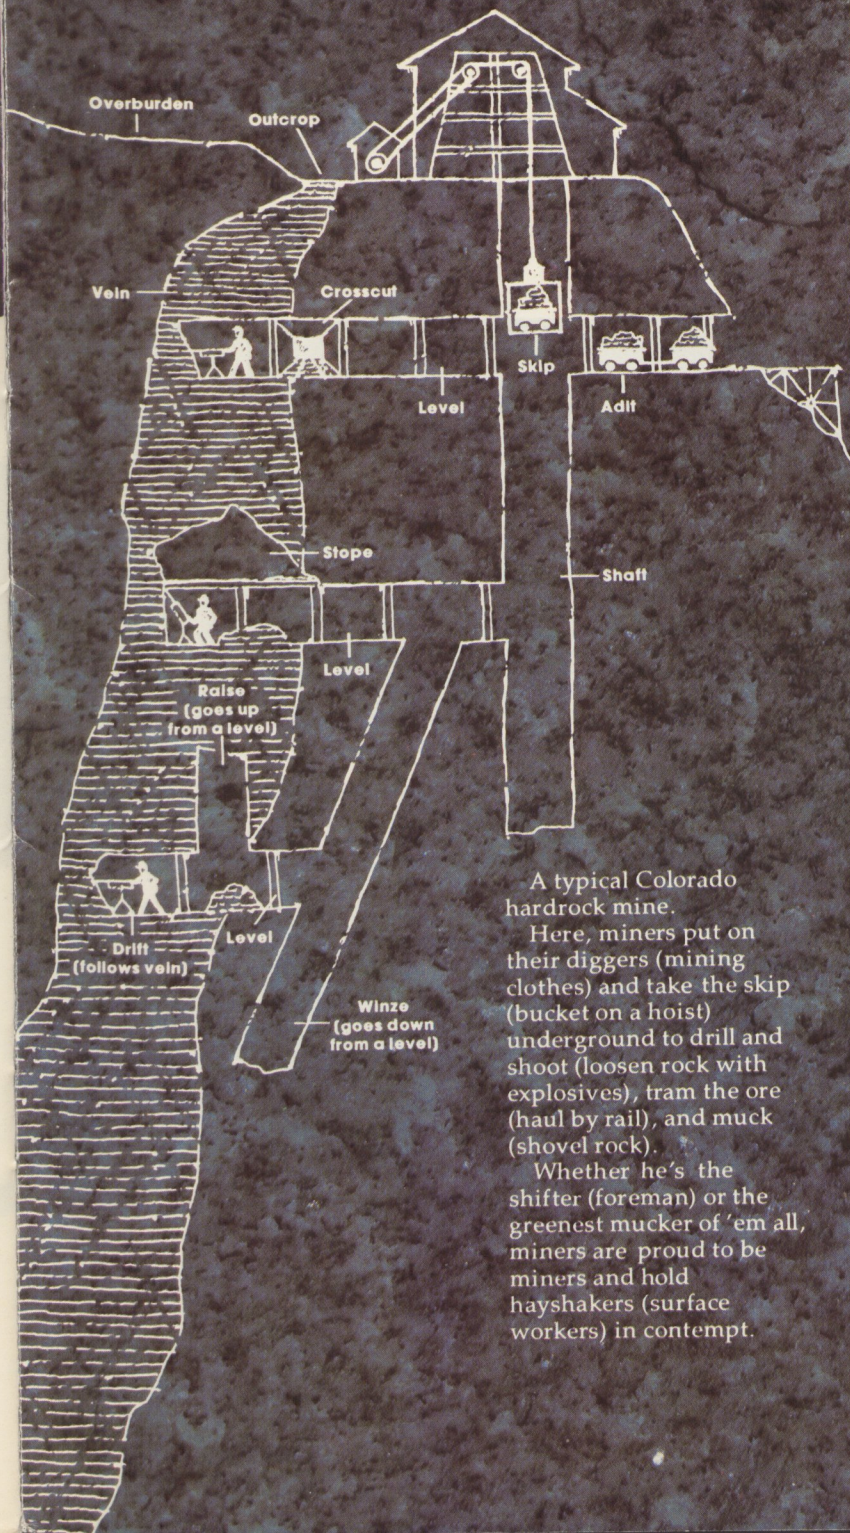 Overburden
Outcrop
Vein
Crosscut
Skip
Level
Adit
Stope
Shaft
Level
Raise
(goes up
from a level)
Drift
(follows vein)
Level
Winze
(goes down
from a level)
A typical Colorado
hardrock mine.
Here, miners put on
their diggers (mining
clothes) and take the skip
(bucket on a hoist)
underground to drill and
shoot (loosen rock with
explosives), tram the ore
(haul by rail), and muck
(shovel rock).
Whether he's the
shifter (foreman) or the
greenest mucker of 'em all,
miners are proud to be
miners and hold
hayshakers (surface
workers) in contempt.